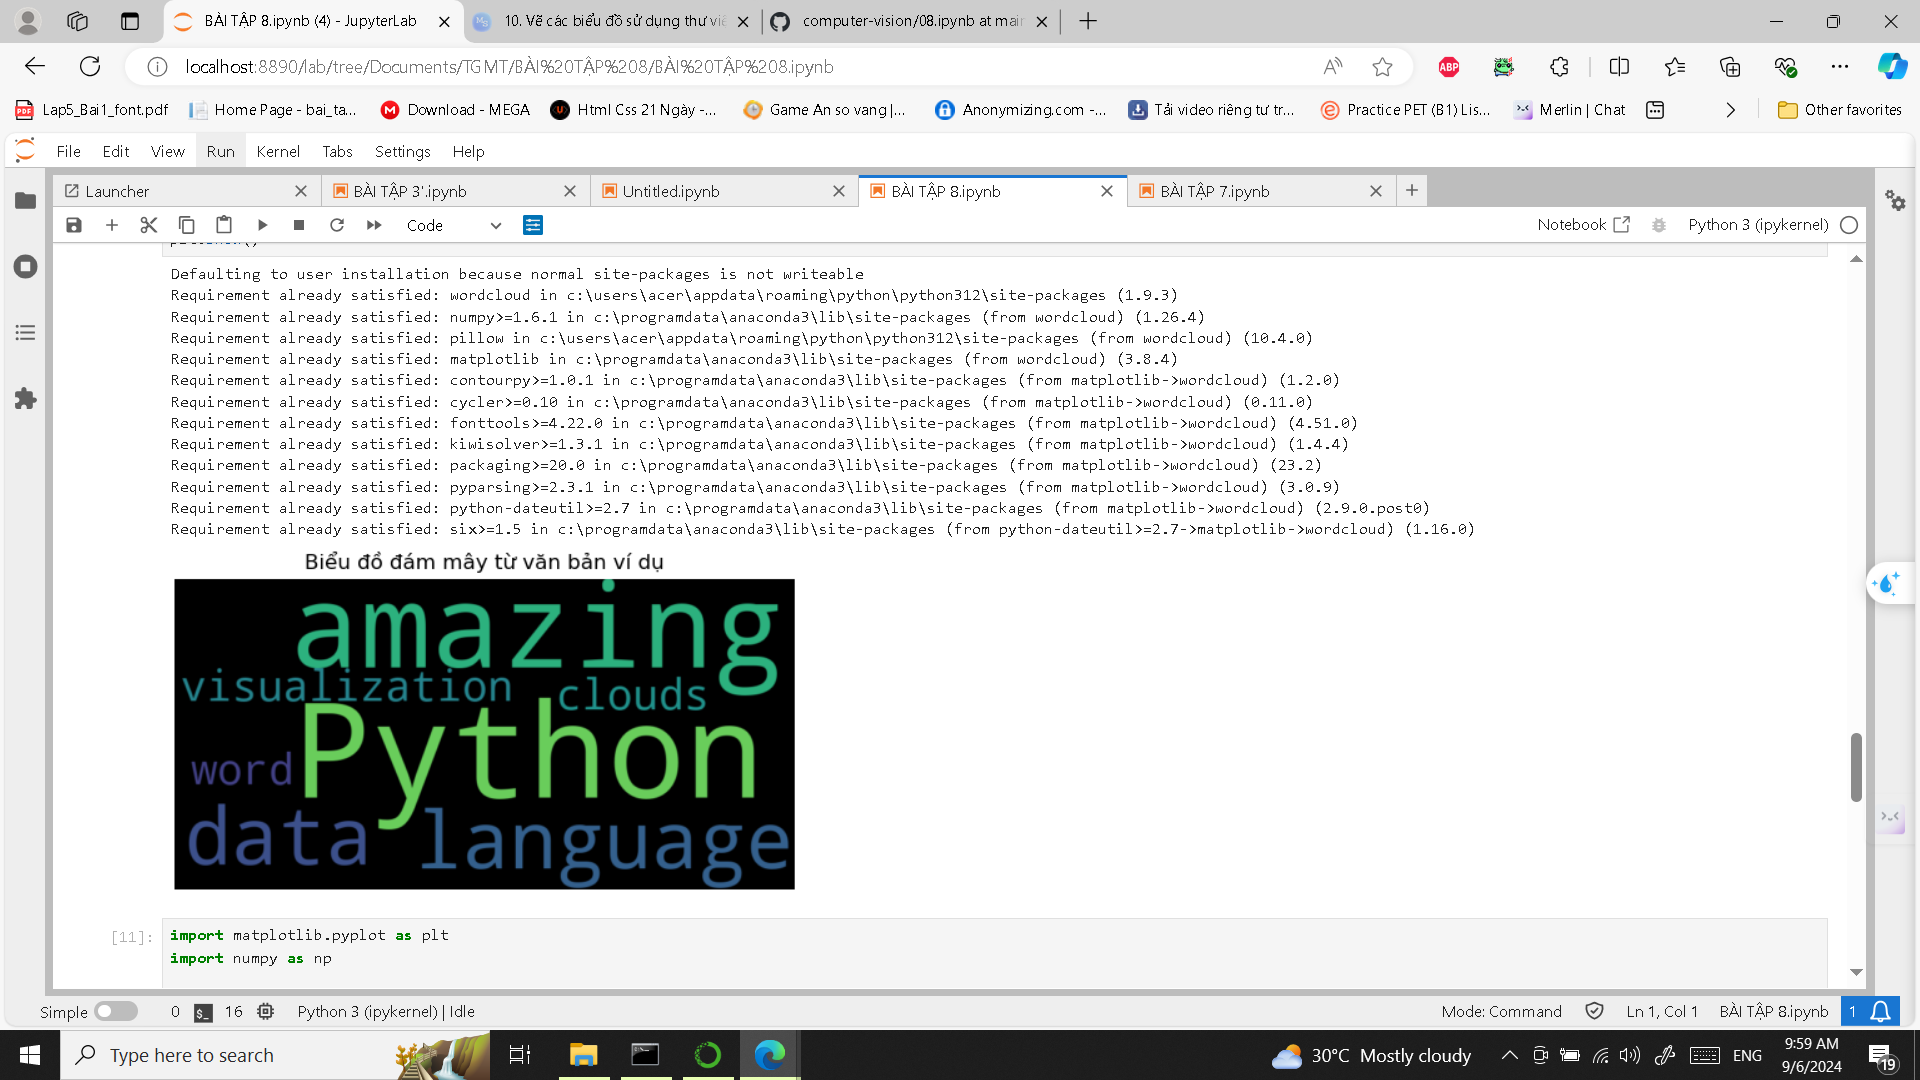 BÀI TẬP 8.ipynb (4) - JupyterLab
10. Vẽ các biểu đồ sử dụng thư việ
computer-vision/08.ipynb at mair
localhost:8890/lab/tree/Documents/TGMT/BÀI%20TẬP%208/BÀI%20TẬP%208.ipynb
ABP
Lap5_Bai1_font.pdf
Home Page - bai_ta...
Download - MEGA
Html Css 21 Ngày -...
Game An so vang |...
Anonymizing.com -...
Tải video riêng tư tr...
Practice PET (B1) Lis...
Merlin | Chat
Other favorites
File Edit View Run Kernel Tabs Settings Help
Launcher
BÀI TẬP 3'.ipynb
Untitled.ipynb
BÀI TẬP 8.ipynb
BÀI TẬP 7.ipynb
Code
Notebook
Python 3 (ipykernel)
Defaulting to user installation because normal site-packages is not writeable
Requirement already satisfied: wordcloud in c:\users\acer\appdata\roaming\python\python312\site-packages (1.9.3)
Requirement already satisfied: numpy>=1.6.1 in c:\programdata\anaconda3\lib\site-packages (from wordcloud) (1.26.4)
Requirement already satisfied: pillow in c:\users\acer\appdata\roaming\python\python312\site-packages (from wordcloud) (10.4.0)
Requirement already satisfied: matplotlib in c:\programdata\anaconda3\lib\site-packages (from wordcloud) (3.8.4)
Requirement already satisfied: contourpy>=1.0.1 in c:\programdata\anaconda3\lib\site-packages (from matplotlib->wordcloud) (1.2.0)
Requirement already satisfied: cycler>=0.10 in c:\programdata\anaconda3\lib\site-packages (from matplotlib->wordcloud) (0.11.0)
Requirement already satisfied: fonttools>=4.22.0 in c:\programdata\anaconda3\lib\site-packages (from matplotlib->wordcloud) (4.51.0)
Requirement already satisfied: kiwisolver>=1.3.1 in c:\programdata\anaconda3\lib\site-packages (from matplotlib->wordcloud) (1.4.4)
Requirement already satisfied: packaging>=20.0 in c:\programdata\anaconda3\lib\site-packages (from matplotlib->wordcloud) (23.2)
Requirement already satisfied: pyparsing>=2.3.1 in c:\programdata\anaconda3\lib\site-packages (from matplotlib->wordcloud) (3.0.9)
Requirement already satisfied: python-dateutil>=2.7 in c:\programdata\anaconda3\lib\site-packages (from matplotlib->wordcloud) (2.9.0.post0)
Requirement already satisfied: six>=1.5 in c:\programdata\anaconda3\lib\site-packages (from python-dateutil>=2.7->matplotlib->wordcloud) (1.16.0)
Biểu đồ đám mây từ văn bản ví dụ
amazing
visualization clouds
Python
word
data language
[11]:
import matplotlib.pyplot as plt
import numpy as np
Simple
0
16
Python 3 (ipykernel) | Idle
Mode: Command
Ln 1, Col 1
BÀI TẬP 8.ipynb
1
Type here to search
30°C Mostly cloudy
ENG
9:59 AM
9/6/2024
19